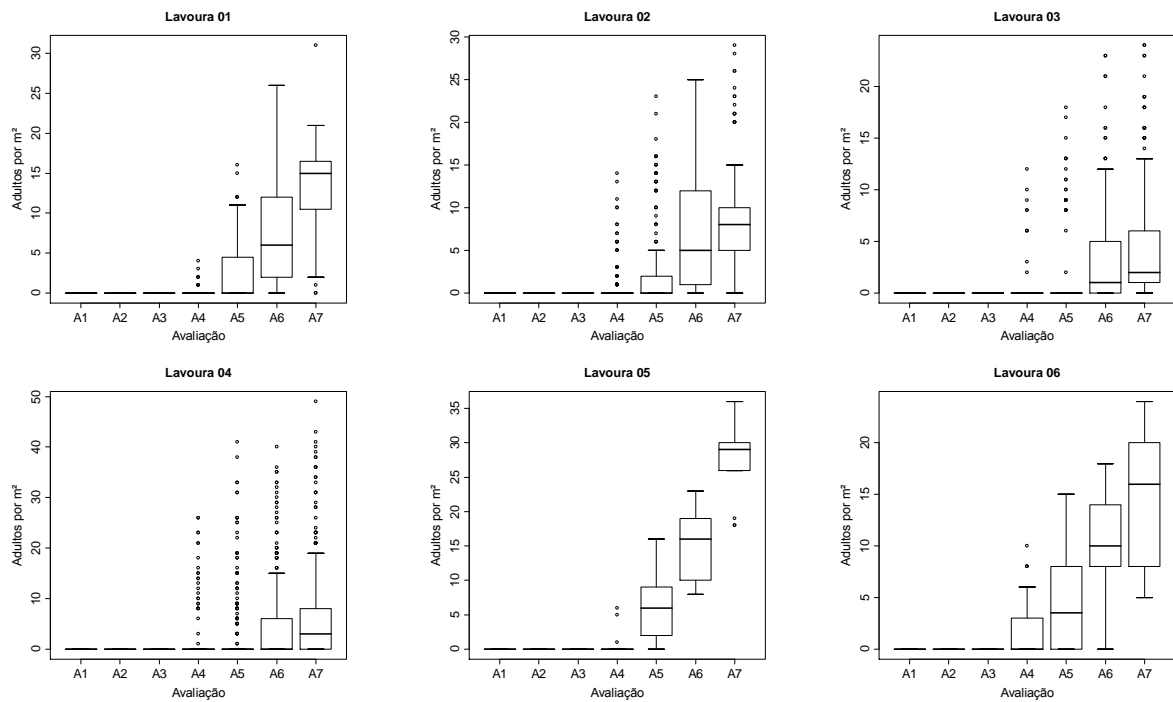 Lavoura 01
Adultos por m²
0 5 10 15 20 25 30
A1 A2 A3 A4 A5 A6 A7
Avaliação
Lavoura 02
Adultos por m²
0 5 10 15 20 25 30
A1 A2 A3 A4 A5 A6 A7
Avaliação
Lavoura 03
Adultos por m²
0 5 10 15 20
A1 A2 A3 A4 A5 A6 A7
Avaliação
Lavoura 04
Adultos por m²
0 10 20 30 40 50
A1 A2 A3 A4 A5 A6 A7
Avaliação
Lavoura 05
Adultos por m²
0 5 10 15 20 25 30 35
A1 A2 A3 A4 A5 A6 A7
Avaliação
Lavoura 06
Adultos por m²
0 5 10 15 20
A1 A2 A3 A4 A5 A6 A7
Avaliação